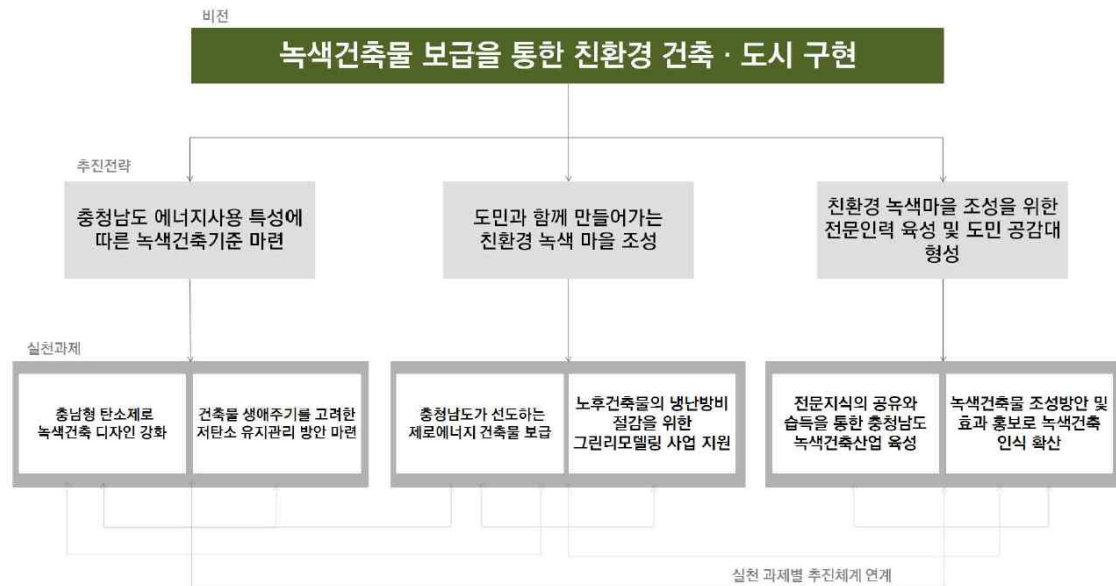 비전
녹색건축물 보급을 통한 친환경 건축 · 도시 구현
추진전략
충청남도 에너지사용 특성에
따른 녹색건축기준 마련
도민과 함께 만들어가는
친환경 녹색 마을 조성
친환경 녹색마을 조성을 위한
전문인력 육성 및 도민 공감대
형성
실천과제
충남형 탄소제로
녹색건축 디자인 강화
건축물 생애주기를 고려한
저탄소 유지관리 방안 마련
충청남도가 선도하는
제로에너지 건축물 보급
노후건축물의 냉난방비
절감을 위한
그린리모델링 사업 지원
전문지식의 공유와
습득을 통한 충청남도
녹색건축산업 육성
녹색건축물 조성방안 및
효과 홍보로 녹색건축
인식 확산
실천 과제별 추진체계 연계